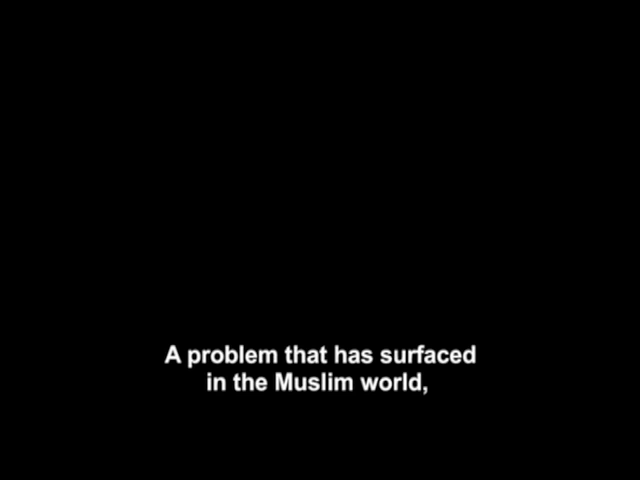 A problem that has surfaced
in the Muslim world,